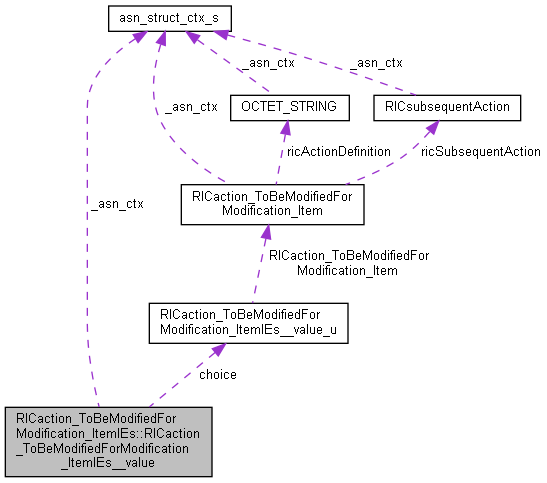 asn_struct_ctx_s
_asn_ctx
_asn_ctx
_asn_ctx
OCTET_STRING
RICsubsequentAction
ricActionDefinition
ricSubsequentAction
RICaction_ToBeModifiedFor
Modification_Item
_asn_ctx
RICaction_ToBeModifiedFor
Modification_Item
RICaction_ToBeModifiedFor
Modification_ItemIEs__value_u
choice
RICaction_ToBeModifiedFor
Modification_ItemIEs::RICaction
_ToBeModifiedForModification
_ItemIEs__value